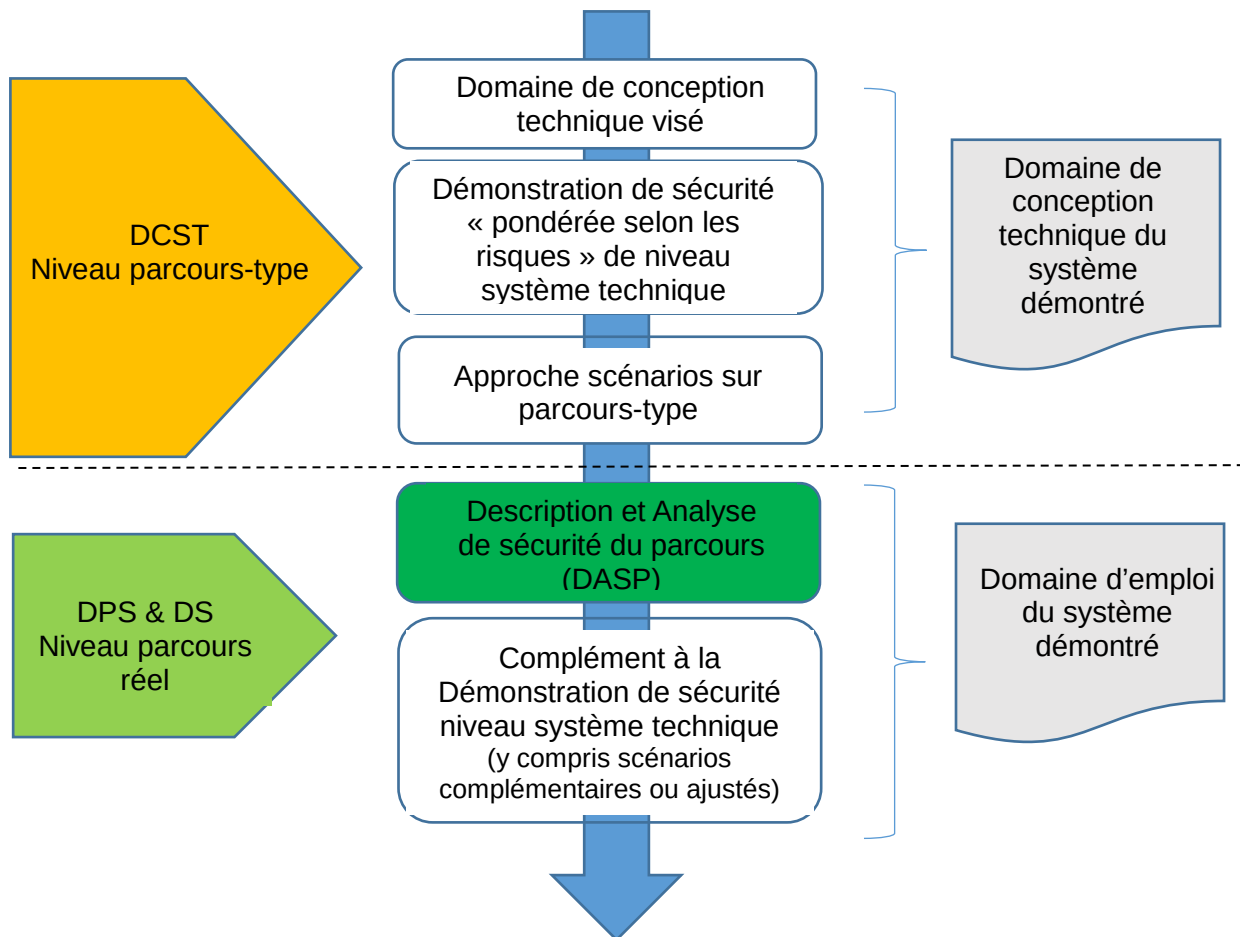 Domaine de conception
technique visé
DCST
Niveau parcours-type
Démonstration de sécurité
« pondérée selon les
risques » de niveau
système technique
Approche scénarios sur
parcours-type
Domaine de
conception
technique du
système
démontré
DPS & DS
Niveau parcours
réel
Description et Analyse
de sécurité du parcours
(DASP)
Complément à la
Démonstration de sécurité
niveau système technique
(y compris scénarios
complémentaires ou ajustés)
Domaine d’emploi
du système
démontré